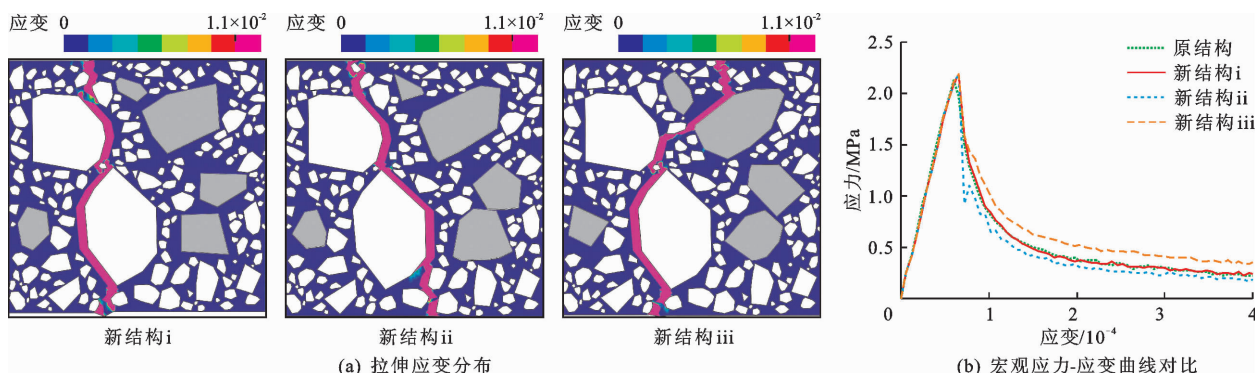 应变 0 1.1×10⁻²
应变 0 1.1×10⁻²
应变 0 1.1×10⁻²
新结构i
新结构ii
新结构iii
(a) 拉伸应变分布
应力/MPa
2.5
2.0
1.5
1.0
0.5
0
1
2
3
4
应变/10⁻⁴
原结构
新结构i
新结构ii
新结构iii
(b) 宏观应力-应变曲线对比